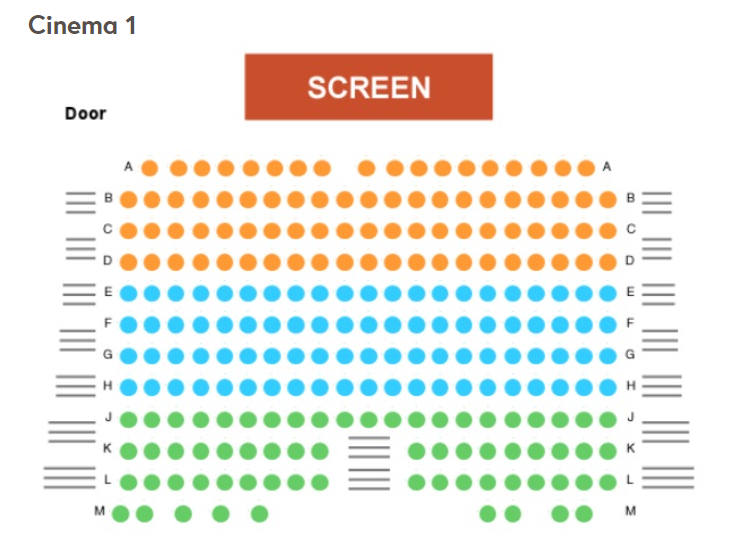 Cinema 1
SCREEN
Door
A A
B B
C C
D D
E E
F F
G G
H H
J J
K K
L L
M M